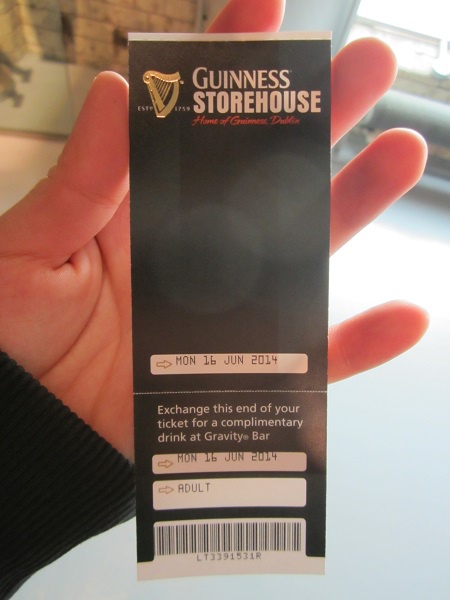 GUINNESS
ESTD 1759
STOREHOUSE
Home of Guinness, Dublin
MON 16 JUN 2014
Exchange this end of your
ticket for a complimentary
drink at Gravity® Bar
MON 16 JUN 2014
ADULT
LT3391531R